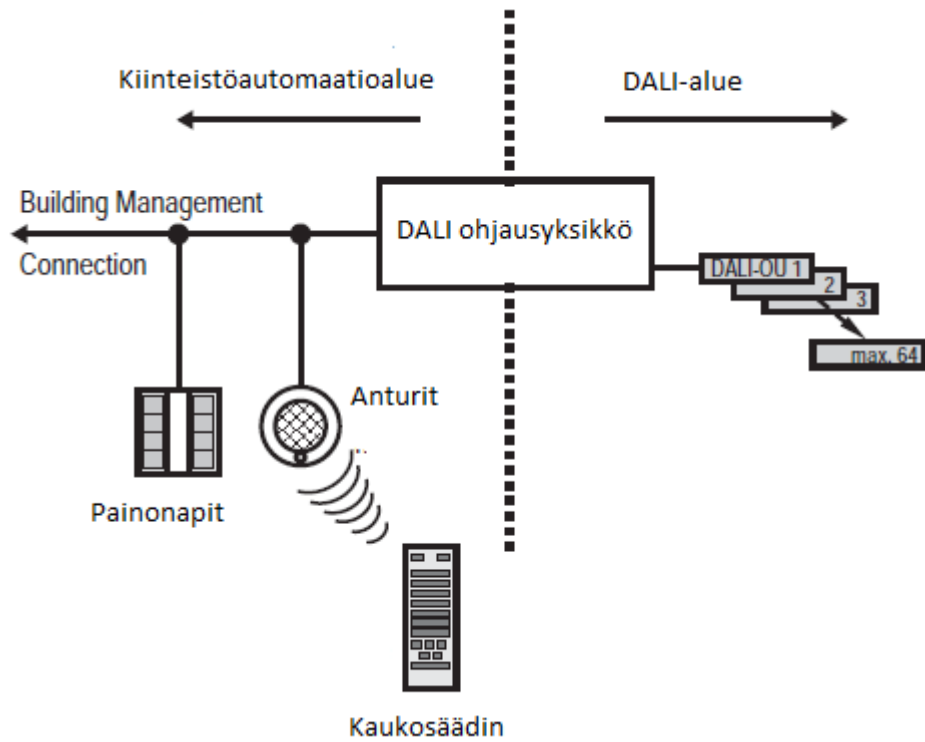 Kiinteistöautomaatioalue
DALI-alue
Building Management
Connection
DALI ohjausyksikkö
DALI-OU 1
2
3
max. 64
Anturit
Painonapit
Kaukosäädin